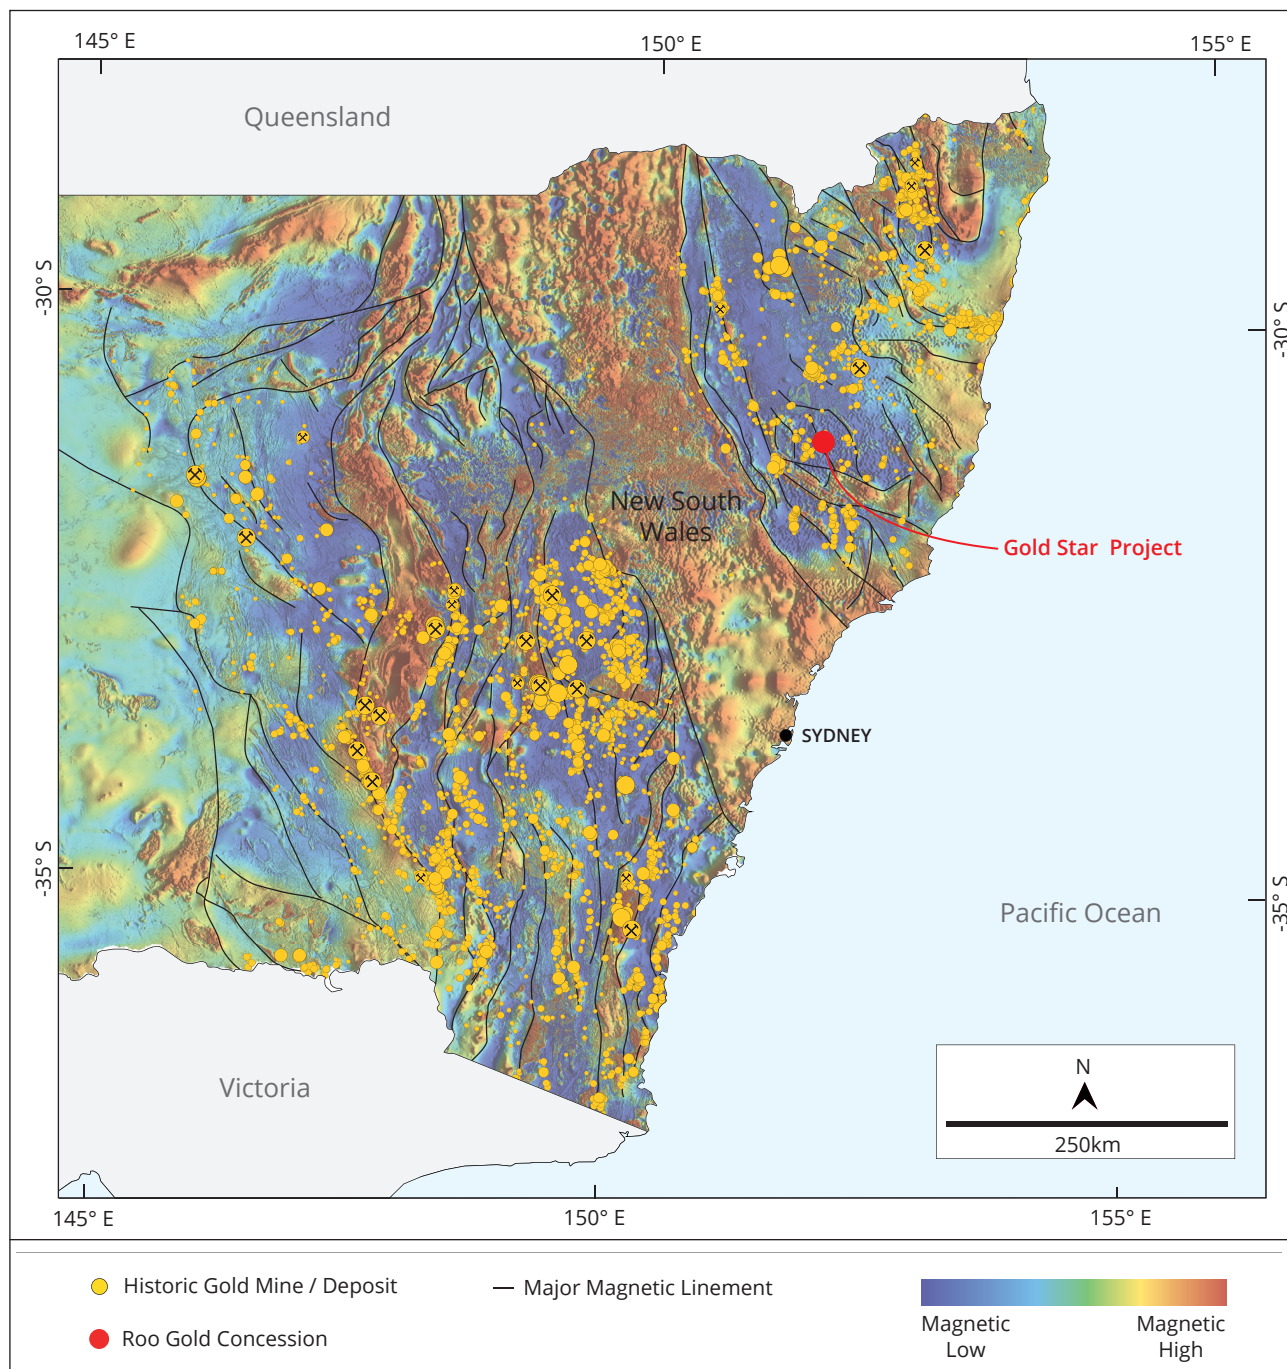 145° E
150° E
155° E
Queensland
-30° S
-30° S
New South
Wales
Gold Star Project
SYDNEY
-35° S
-35° S
Pacific Ocean
Victoria
N
250km
145° E
150° E
155° E
Historic Gold Mine / Deposit
Major Magnetic Linement
Roo Gold Concession
Magnetic
Low
Magnetic
High